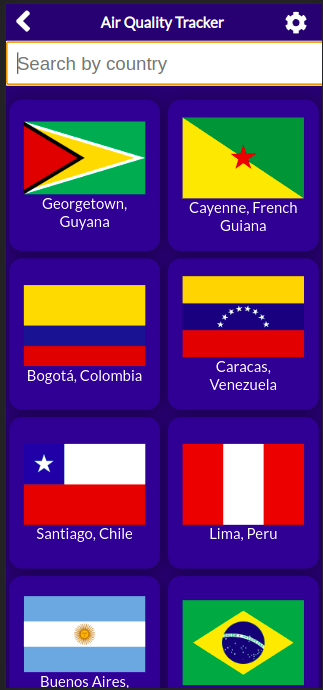 Air Quality Tracker
Search by country
Georgetown,
Guyana
Cayenne, French
Guiana
Bogotá, Colombia
Caracas,
Venezuela
Santiago, Chile
Lima, Peru
Buenos Aires,